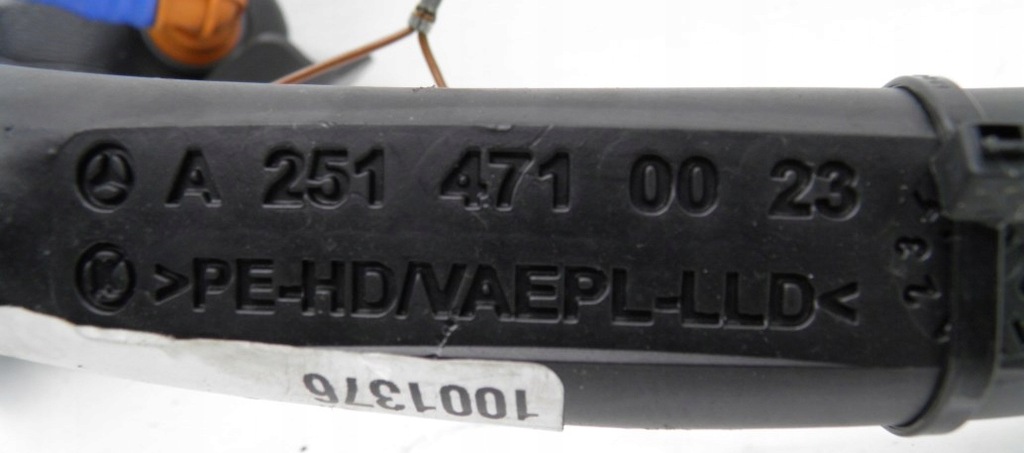 A 251 471 00 23
>PE-HD/VAEPL-LLD<
1001376